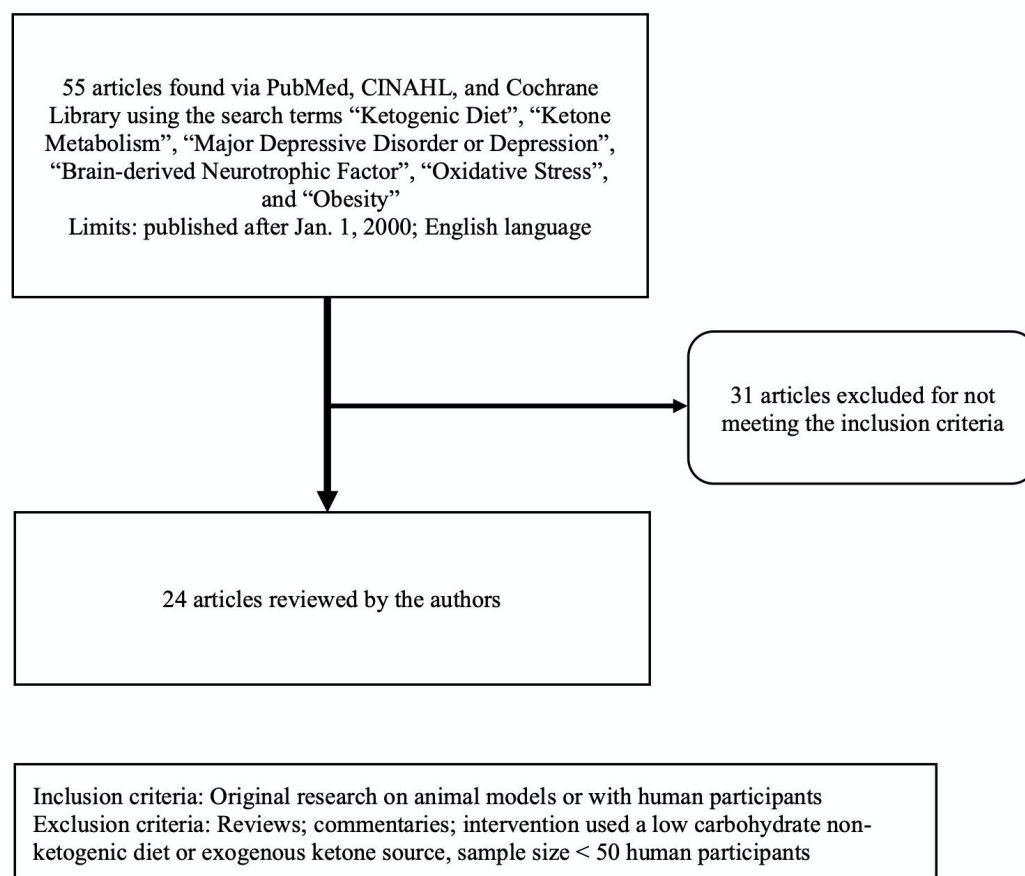 55 articles found via PubMed, CINAHL, and Cochrane
Library using the search terms “Ketogenic Diet”, “Ketone
Metabolism”, “Major Depressive Disorder or Depression”,
“Brain-derived Neurotrophic Factor”, “Oxidative Stress”,
and “Obesity”
Limits: published after Jan. 1, 2000; English language
31 articles excluded for not
meeting the inclusion criteria
24 articles reviewed by the authors
Inclusion criteria: Original research on animal models or with human participants
Exclusion criteria: Reviews; commentaries; intervention used a low carbohydrate non-
ketogenic diet or exogenous ketone source, sample size < 50 human participants